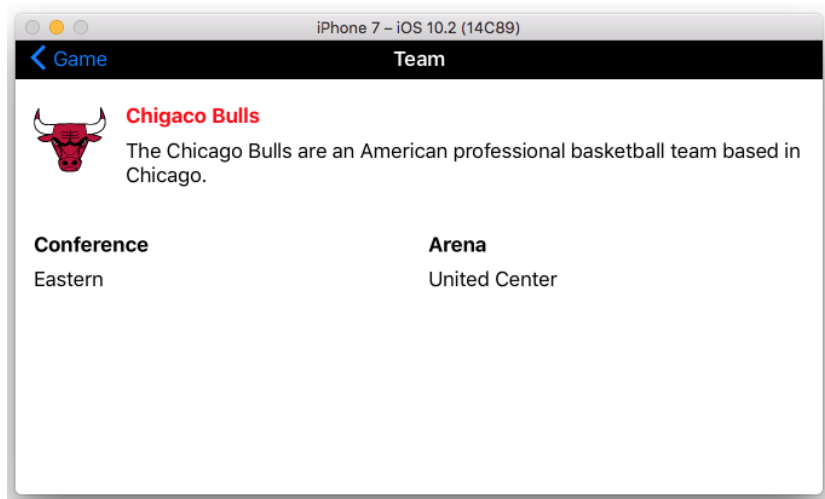 iPhone 7 – iOS 10.2 (14C89)
Game
Team
Chigaco Bulls
The Chicago Bulls are an American professional basketball team based in
Chicago.
Conference
Arena
Eastern
United Center